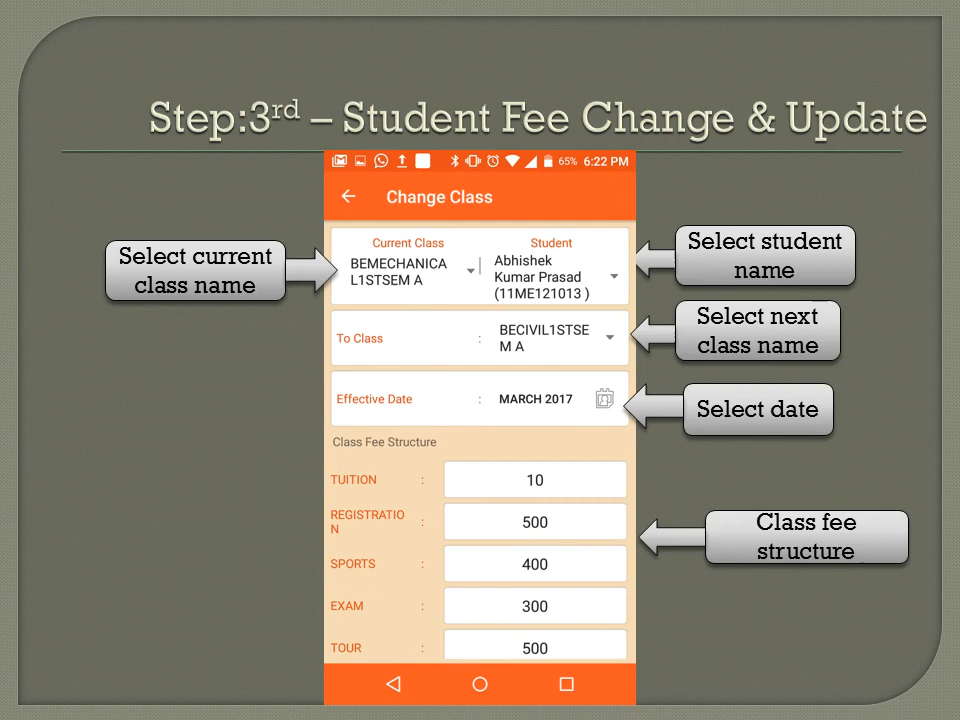 Step:3rd – Student Fee Change & Update
65% 6:22 PM
Change Class
Select current
class name
Current Class
BEMECHANICA
L1STSEM A
Student
Abhishek
Kumar Prasad
(11ME121013 )
Select student
name
To Class : BECIVIL1STSE
M A
Select next
class name
Effective Date : MARCH 2017
Select date
Class Fee Structure
TUITION : 10
REGISTRATIO
N : 500
SPORTS : 400
EXAM : 300
TOUR : 500
Class fee
structure